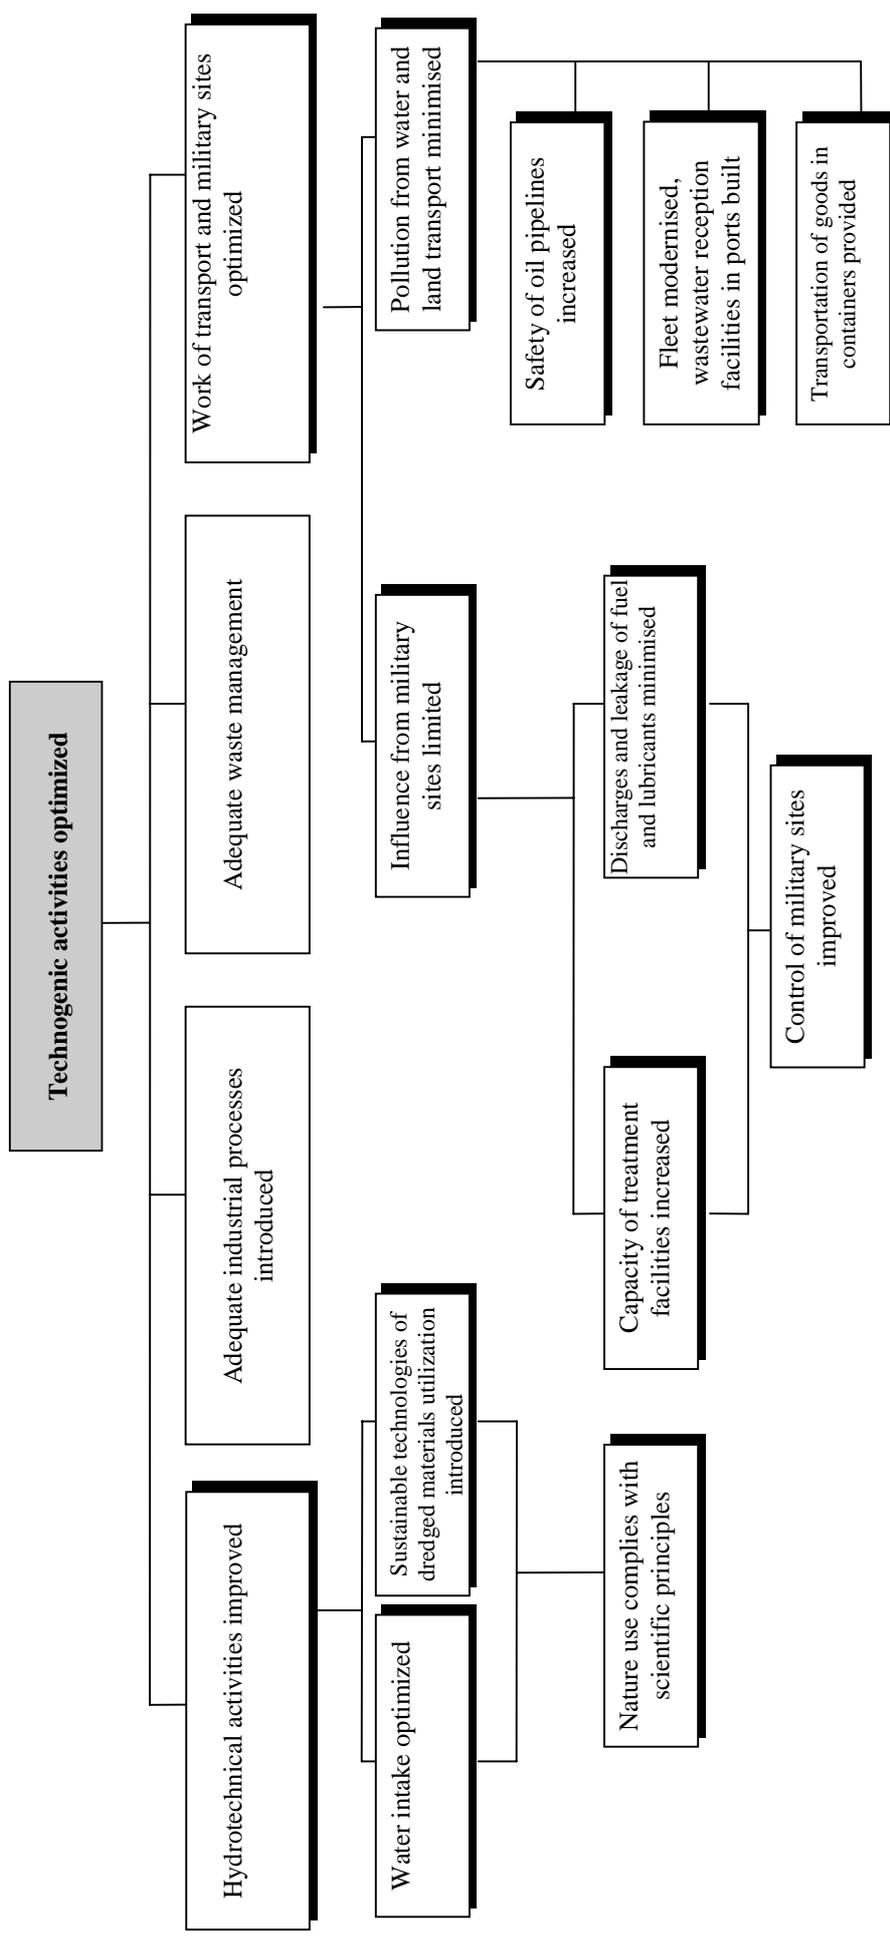 Technogenic activities optimized
Hydrotechnical activities improved
Adequate industrial processes
introduced
Adequate waste management
Work of transport and military sites
optimized
Water intake optimized
Sustainable technologies of
dredged materials utilization
introduced
Influence from military
sites limited
Pollution from water and
land transport minimised
Nature use complies with
scientific principles
Capacity of treatment
facilities increased
Discharges and leakage of fuel
and lubricants minimised
Control of military sites
improved
Safety of oil pipelines
increased
Fleet modernised,
wastewater reception
facilities in ports built
Transportation of goods in
containers provided